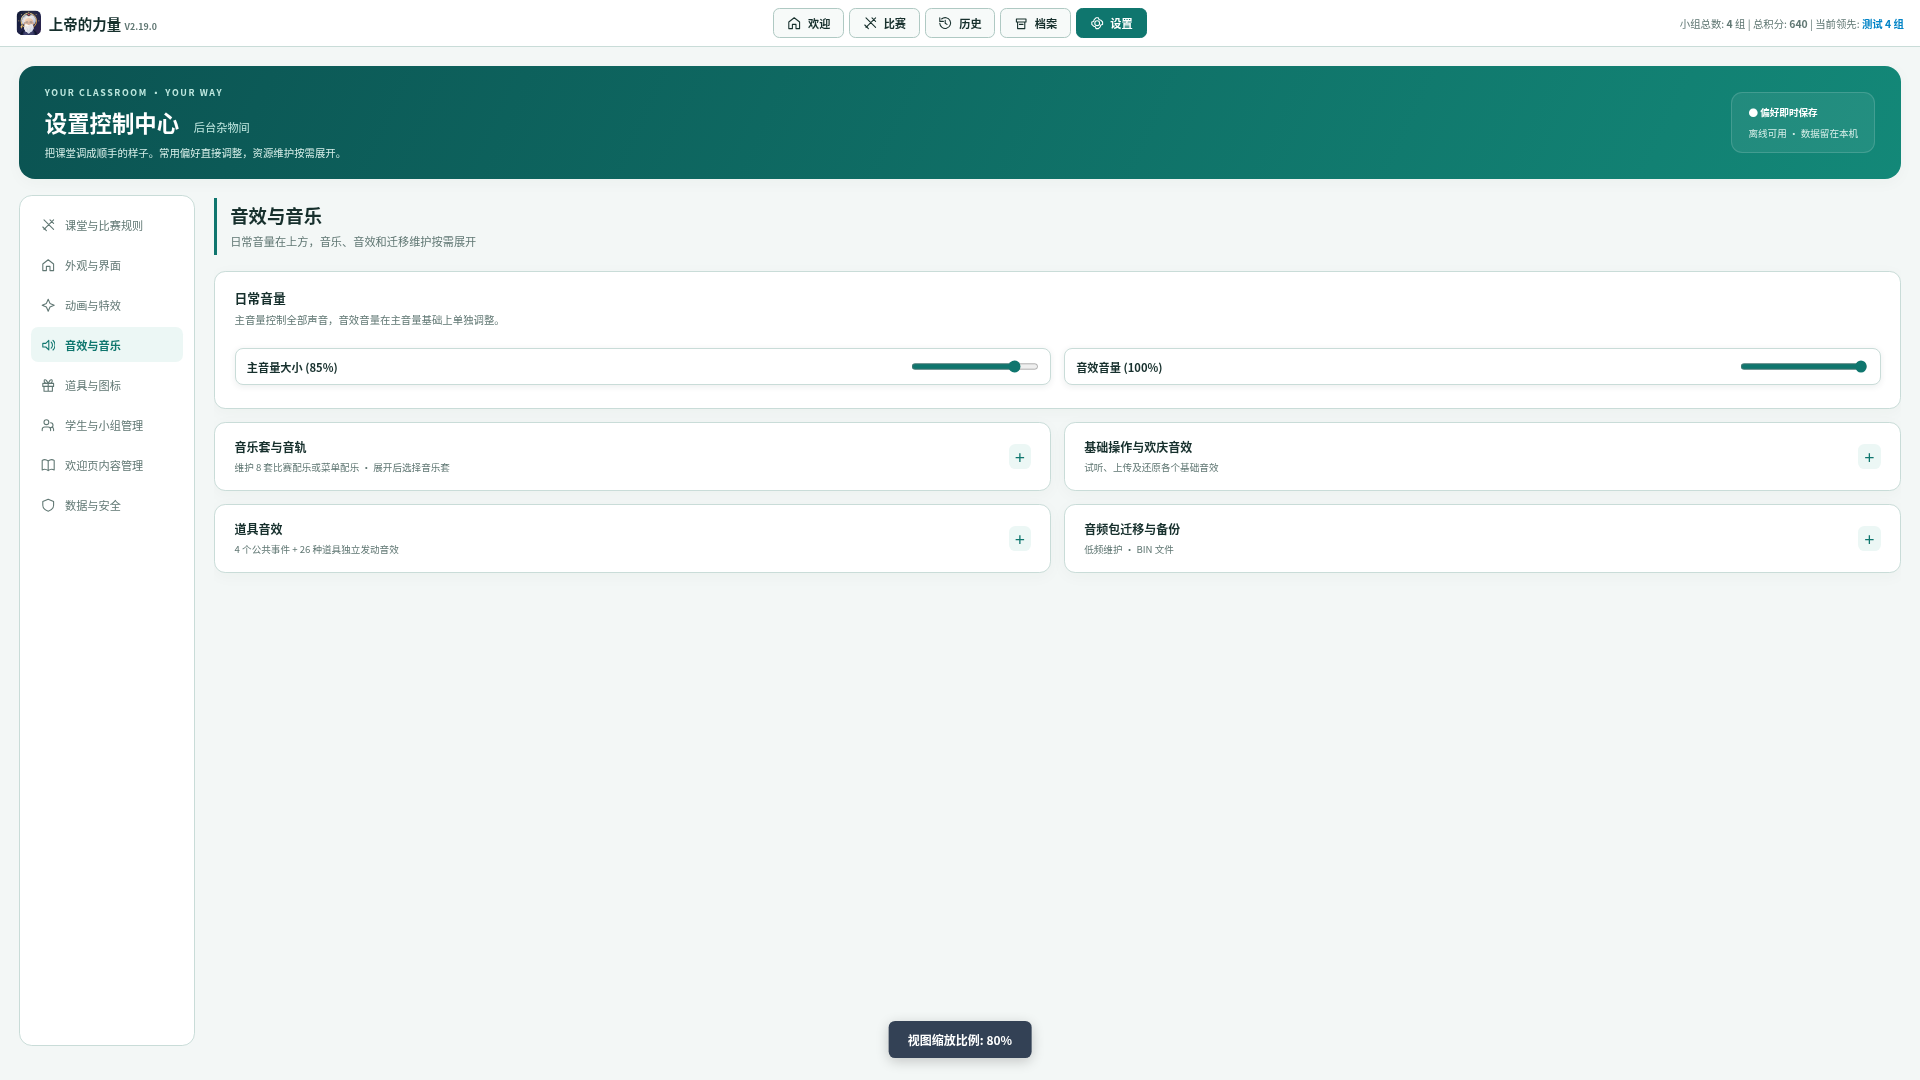 上帝的力量 V2.19.0
欢迎
比赛
历史
档案
设置
小组总数: 4 组 | 总积分: 640 | 当前领先: 测试 4 组
YOUR CLASSROOM • YOUR WAY
设置控制中心 后台杂物间
把课堂调成顺手的样子。常用偏好直接调整，资源维护按需展开。
偏好即时保存
离线可用 • 数据留在本机
课堂与比赛规则
外观与界面
动画与特效
音效与音乐
道具与图标
学生与小组管理
欢迎页内容管理
数据与安全
音效与音乐
日常音量在上方，音乐、音效和迁移维护按需展开
日常音量
主音量控制全部声音，音效音量在主音量基础上单独调整。
主音量大小 (85%)
音效音量 (100%)
音乐套与音轨
维护 8 套比赛配乐或菜单配乐 • 展开后选择音乐套
基础操作与欢庆音效
试听、上传及还原各个基础音效
道具音效
4 个公共事件 + 26 种道具独立发动音效
音频包迁移与备份
低频维护 • BIN 文件
视图缩放比例: 80%